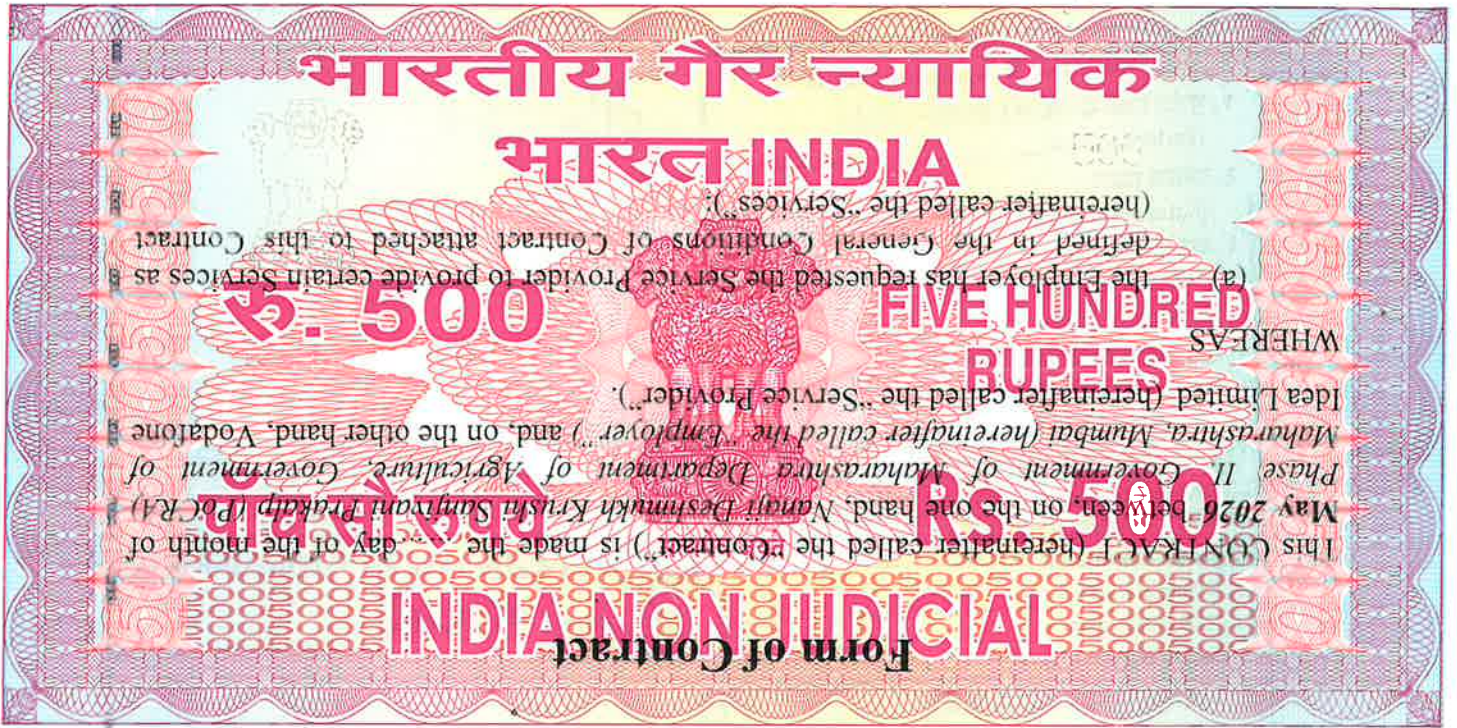 भारतीय गैर न्यायिक
भारत INDIA
रु. 500
FIVE HUNDRED
RUPEES
पाँच सौ रुपये
Rs. 500
INDIA NON JUDICIAL
Form of Contract
This CONTRACT (hereinafter called the "Contract") is made the ...... day of the month of
May 2026 between, on the one hand, Nanaji Deshmukh Krushi Sanjivani Prakalp (PoCRA)
Phase II, Government of Maharashtra Department of Agriculture, Government of
Maharashtra, Mumbai (hereinafter called the "Employer") and, on the other hand, Vodafone
Idea Limited (hereinafter called the "Service Provider").
WHEREAS
(a) the Employer has requested the Service Provider to provide certain Services as
defined in the General Conditions of Contract attached to this Contract
(hereinafter called the "Services");